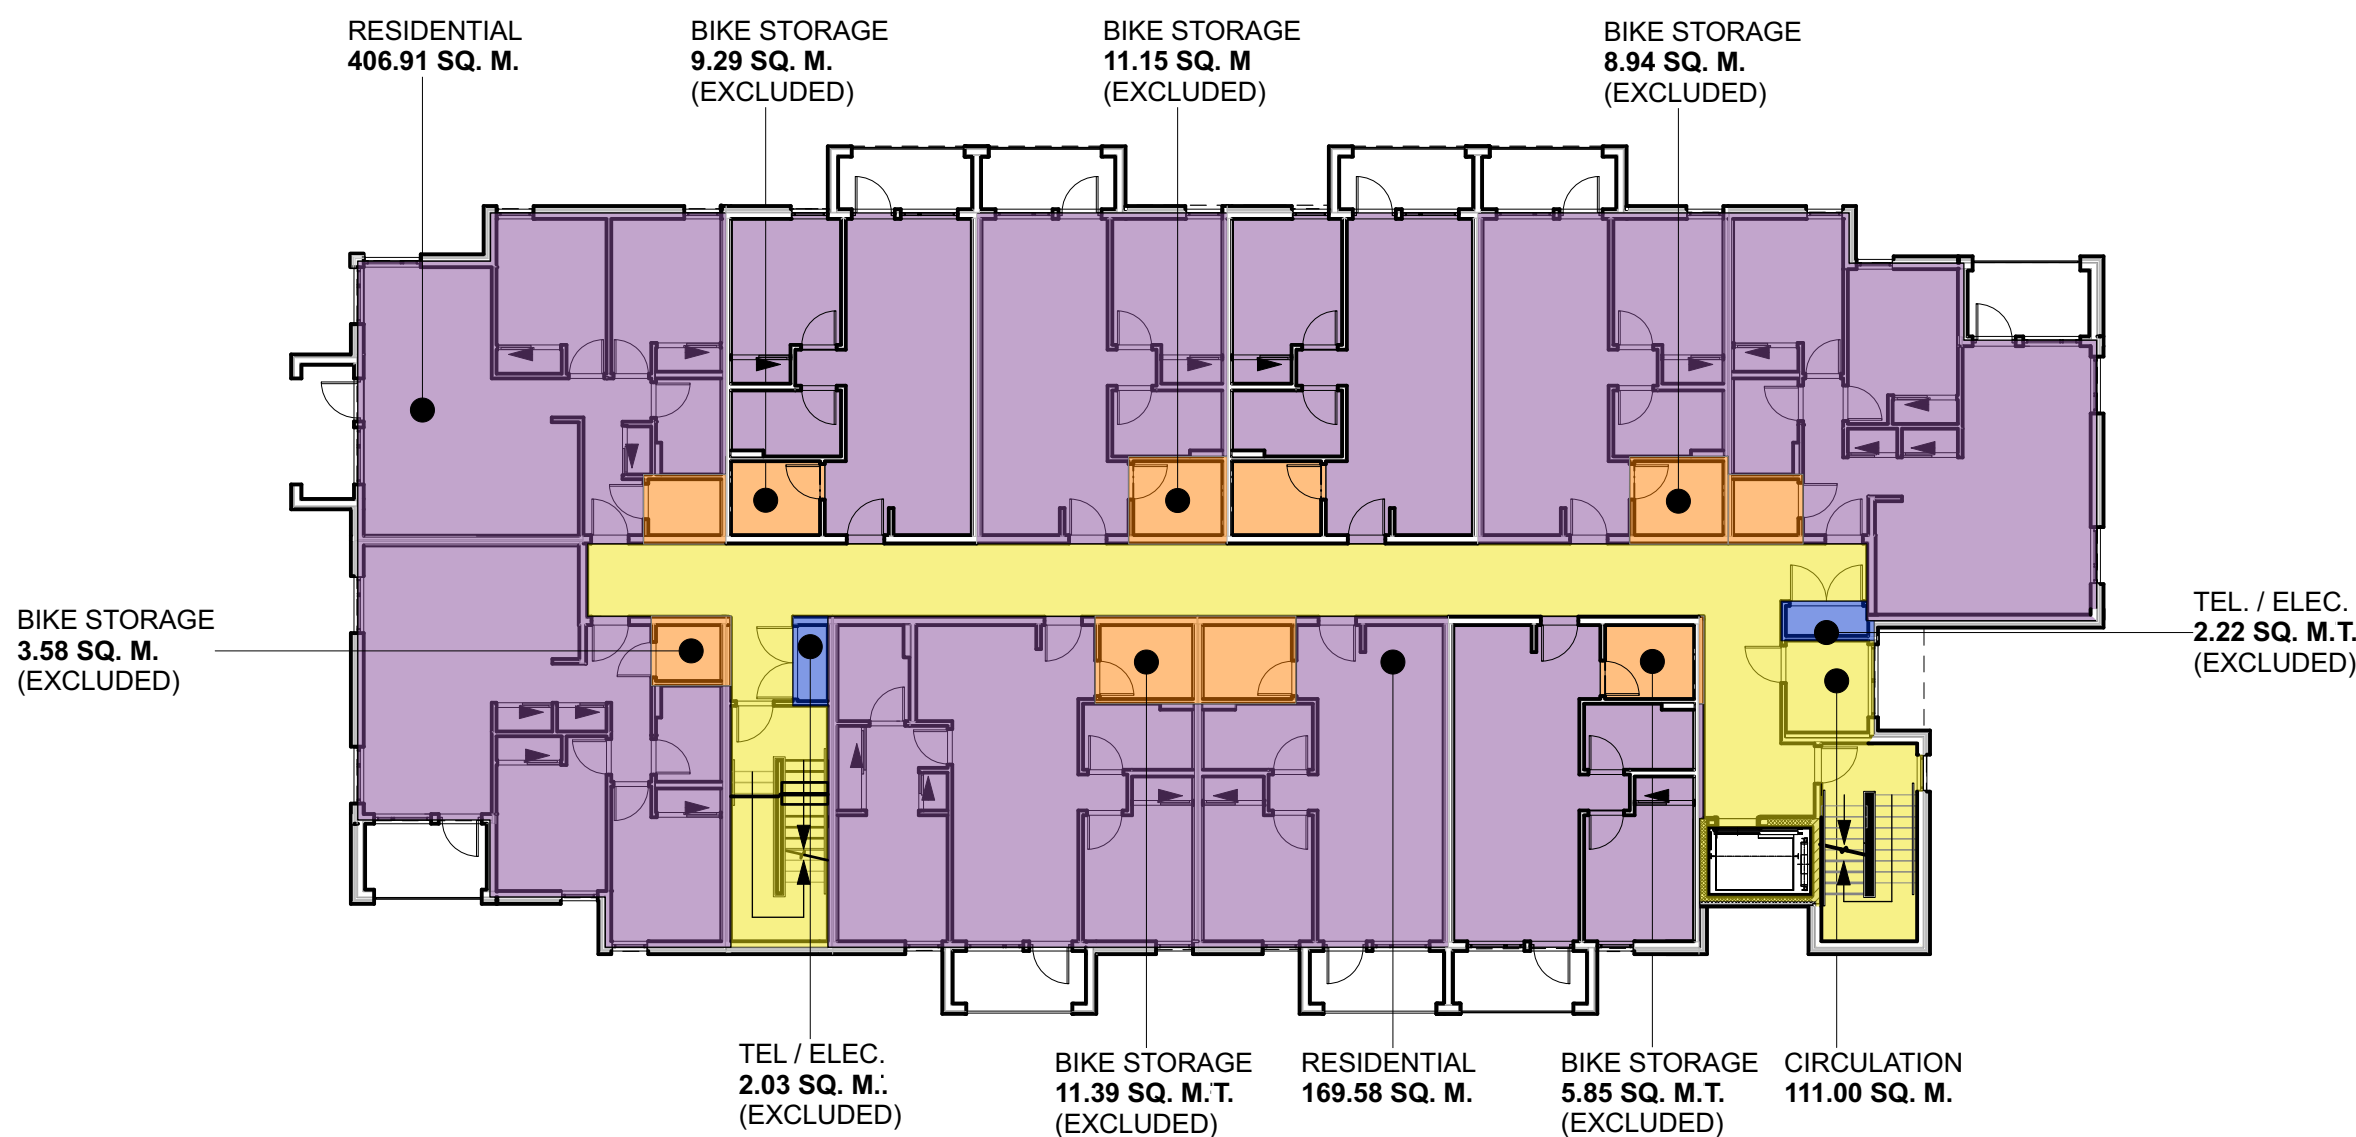 RESIDENTIAL
406.91 SQ. M.
BIKE STORAGE
9.29 SQ. M.
(EXCLUDED)
BIKE STORAGE
11.15 SQ. M
(EXCLUDED)
BIKE STORAGE
8.94 SQ. M.
(EXCLUDED)
BIKE STORAGE
3.58 SQ. M.
(EXCLUDED)
TEL. / ELEC.
2.22 SQ. M.T.
(EXCLUDED)
TEL / ELEC.
2.03 SQ. M.:
(EXCLUDED)
BIKE STORAGE
11.39 SQ. M.T.
(EXCLUDED)
RESIDENTIAL
169.58 SQ. M.
BIKE STORAGE
5.85 SQ. M.T.
(EXCLUDED)
CIRCULATION
111.00 SQ. M.